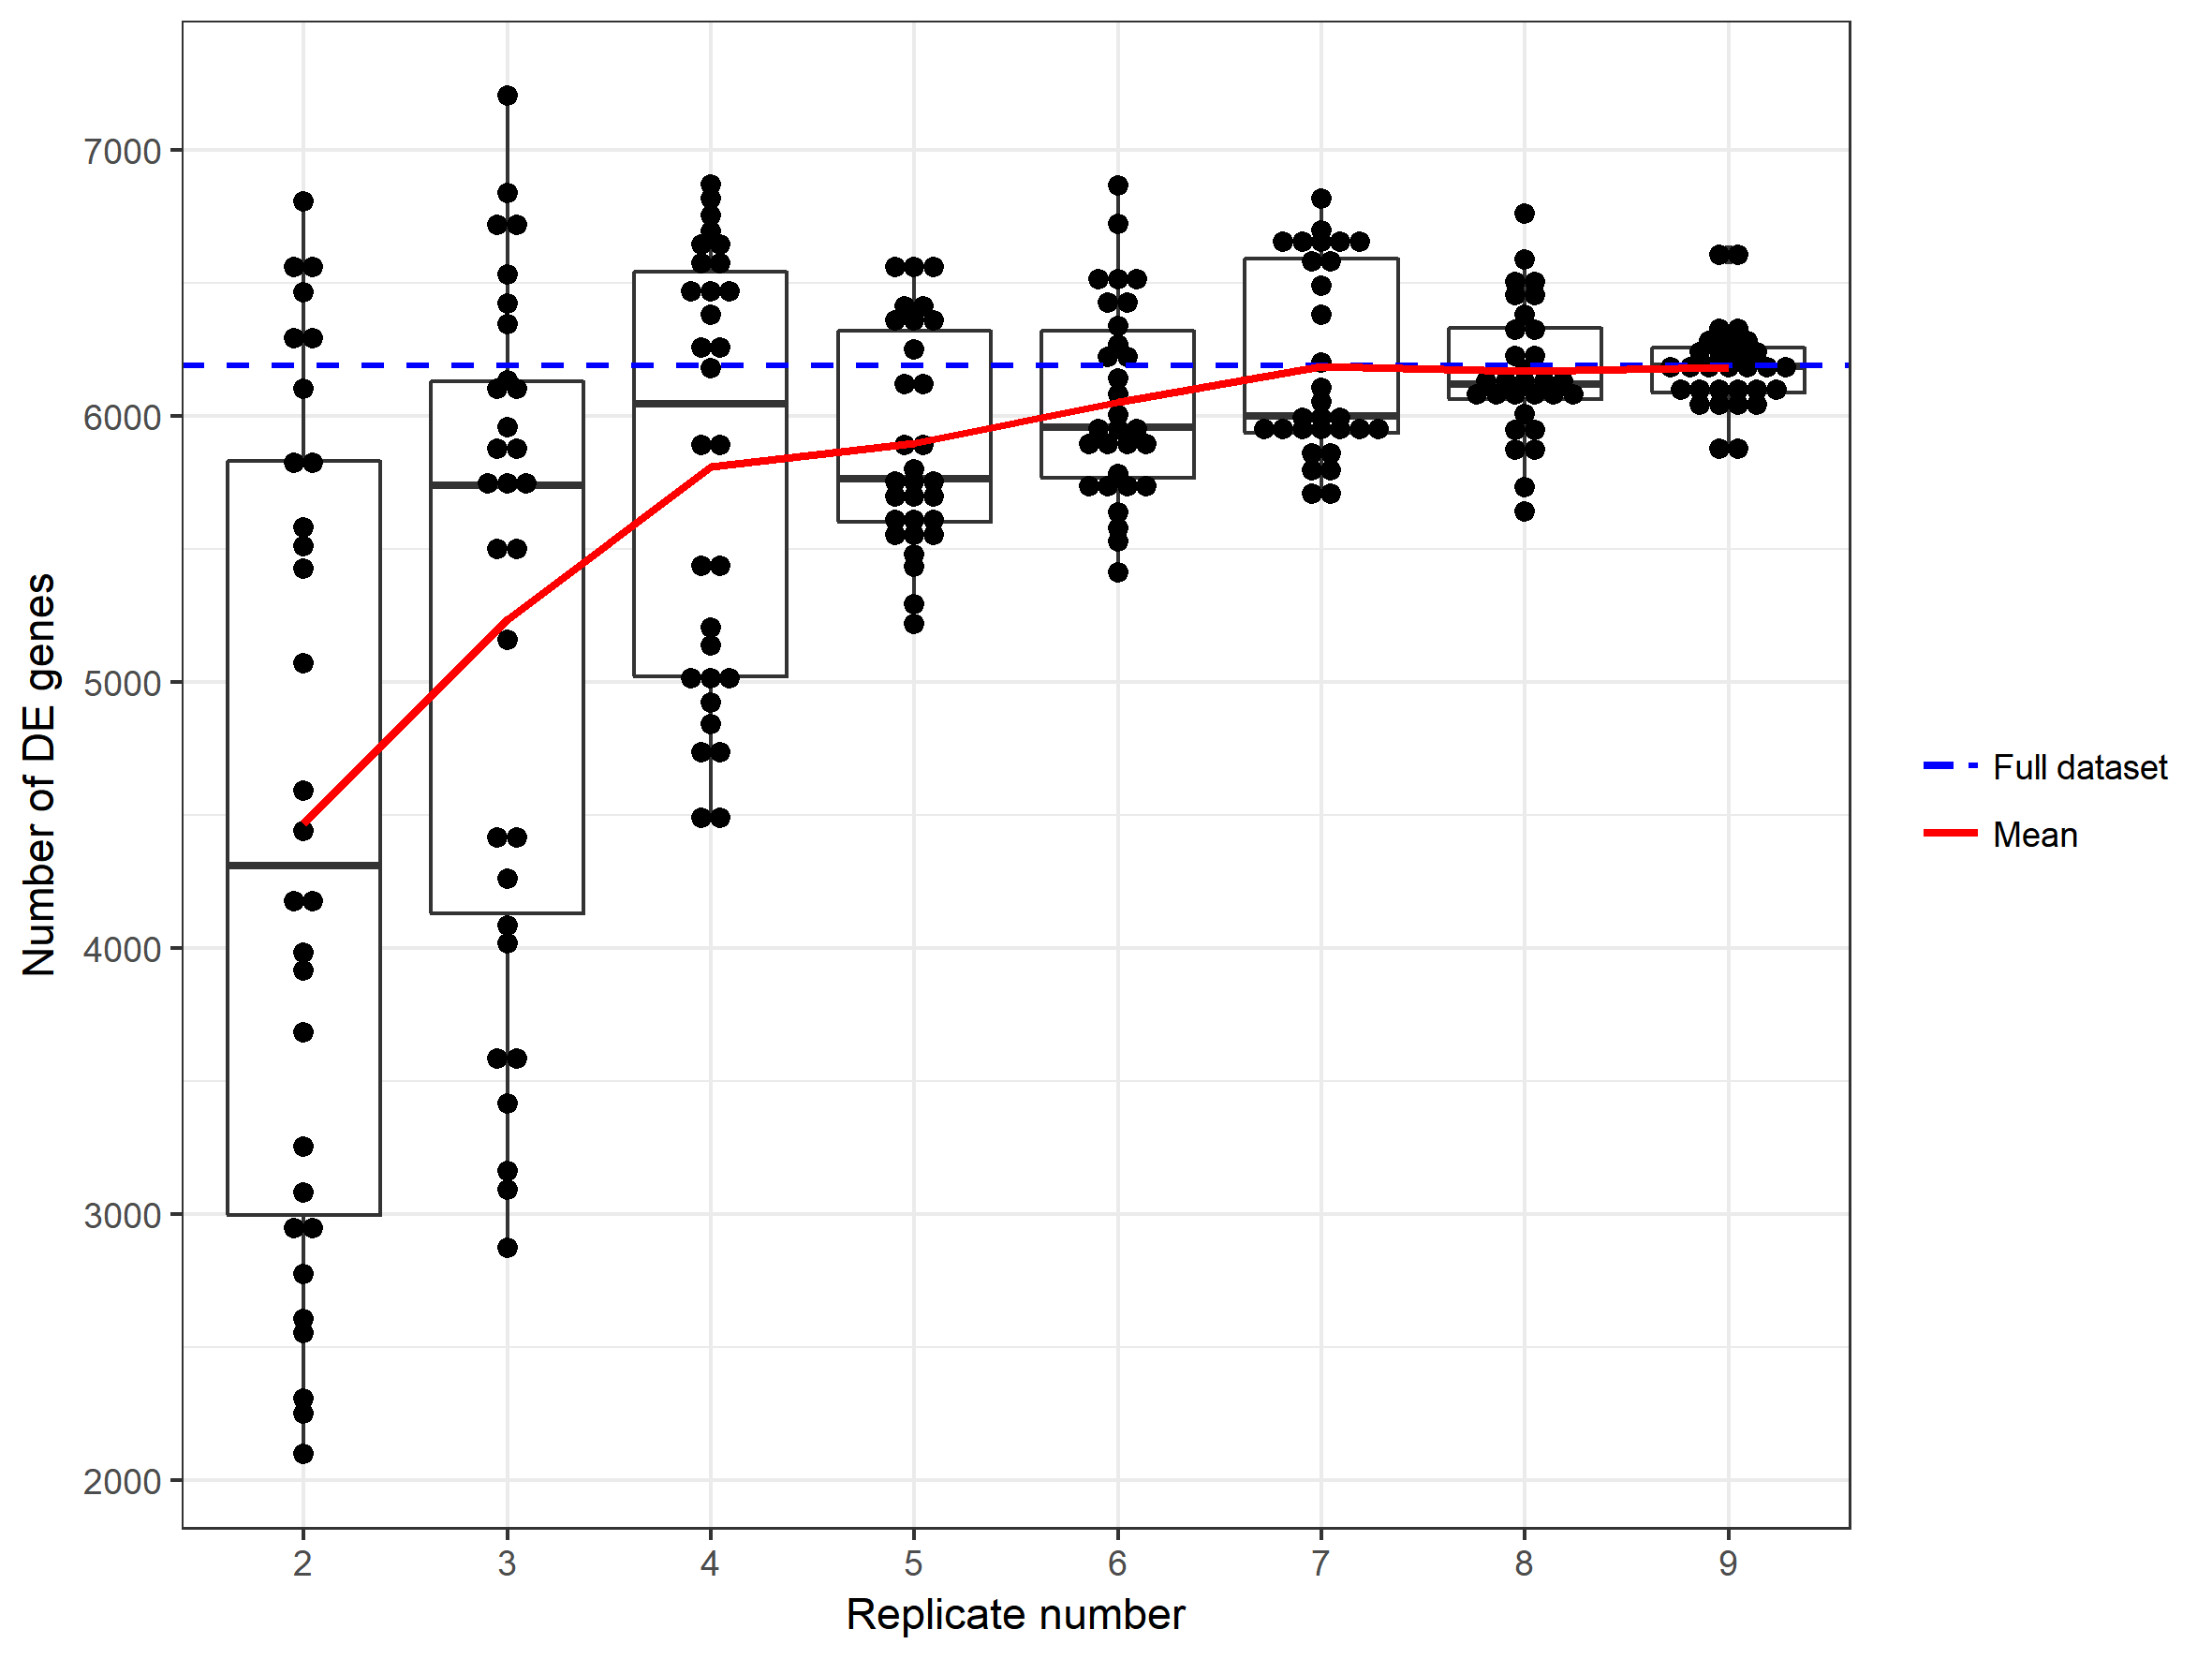 7000
6000
5000
4000
3000
2000
Number of DE genes
2 3 4 5 6 7 8 9
Replicate number
Full dataset
Mean